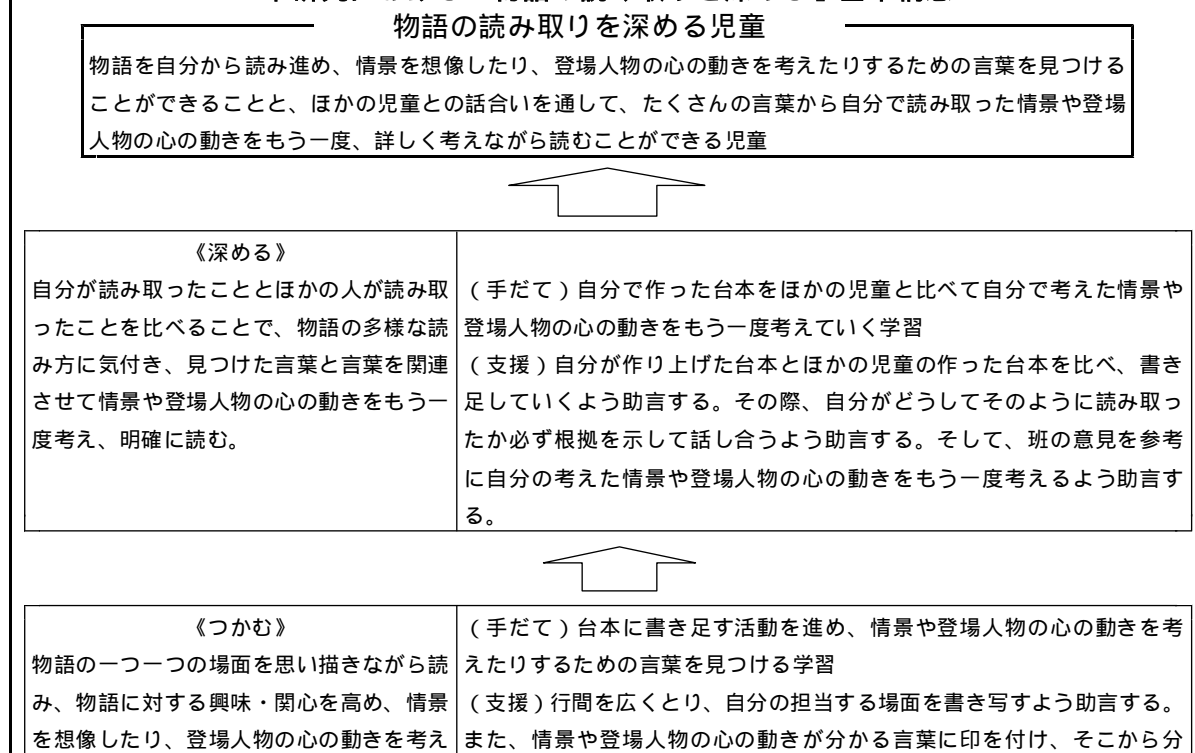 物語の読み取りを深める児童
物語を自分から読み進め、情景を想像したり、登場人物の心の動きを考えたりするための言葉を見つける
ことができることと、ほかの児童との話合いを通して、たくさんの言葉から自分で読み取った情景や登場
人物の心の動きをもう一度、詳しく考えながら読むことができる児童
《深める》
自分が読み取ったこととほかの人が読み取
ったことを比べることで、物語の多様な読
み方に気付き、見つけた言葉と言葉を関連
させて情景や登場人物の心の動きをもう一
度考え、明確に読む。
(手だて)自分で作った台本をほかの児童と比べて自分で考えた情景や
登場人物の心の動きをもう一度考えていく学習
(支援)自分が作り上げた台本とほかの児童の作った台本を比べ、書き
足していくよう助言する。その際、自分がどうしてそのように読み取っ
たか必ず根拠を示して話し合うよう助言する。そして、班の意見を参考
に自分の考えた情景や登場人物の心の動きをもう一度考えるよう助言す
る。
《つかむ》
物語の一つ一つの場面を思い描きながら読
み、物語に対する興味・関心を高め、情景
を想像したり、登場人物の心の動きを考え
(手だて)台本に書き足す活動を進め、情景や登場人物の心の動きを考
えたりするための言葉を見つける学習
(支援)行間を広くとり、自分の担当する場面を書き写すよう助言する。
また、情景や登場人物の心の動きが分かる言葉に印を付け、そこから分